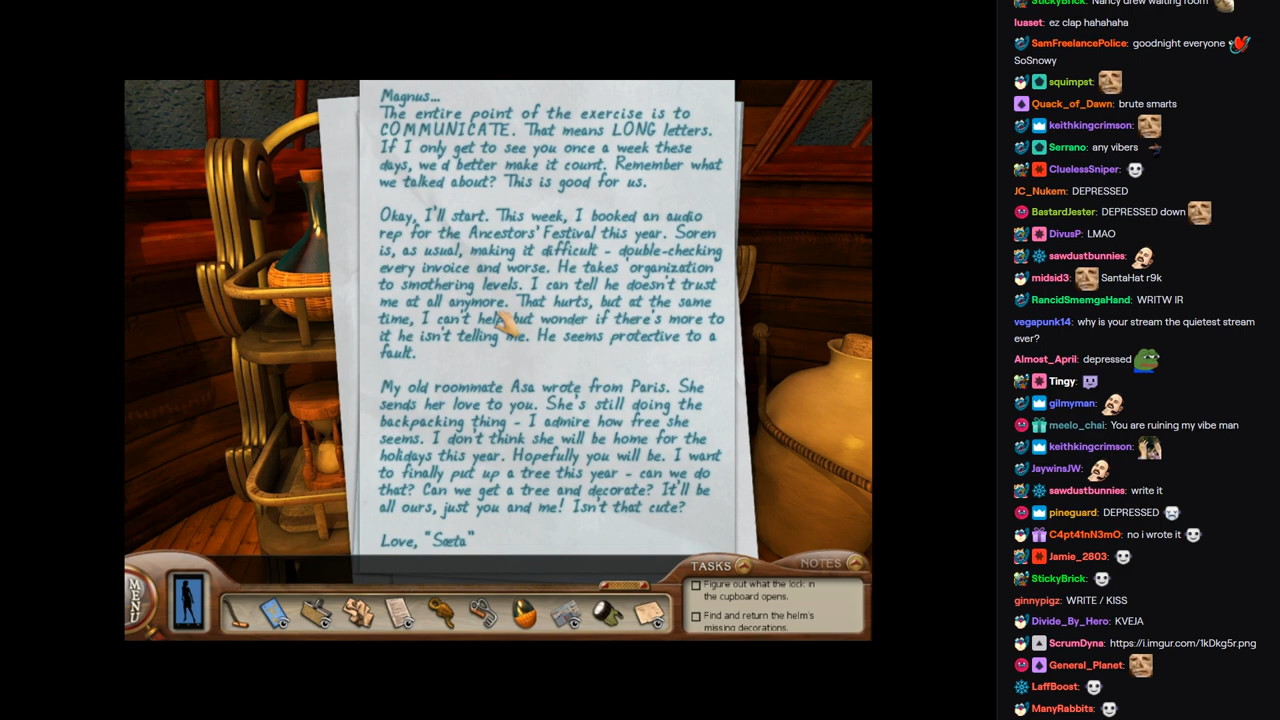 Magnus...
The entire point of the exercise is to
COMMUNICATE. That means LONG letters.
If I only get to see you once a week these
days, we'd better make it count. Remember what
we talked about? This is good for us.
Okay, I'll start. This week, I booked an audio
rep for the Ancestors' Festival this year. Soren
is, as usual, making it difficult - double-checking
every invoice and worse. He takes organization
to smothering levels. I can tell he doesn't trust
me at all anymore. That hurts, but at the same
time, I can't help but wonder if there's more to
it he isn't telling me. He seems protective to a
fault.
My old roommate Asa wrote from Paris. She
sends her love to you. She's still doing the
backpacking thing - I admire how free she
seems. I don't think she will be home for the
holidays this year. Hopefully you will be. I want
to finally put up a tree this year - can we do
that? Can we get a tree and decorate? It'll be
all ours, just you and me! Isn't that cute?
Love, "Sœta"
MENU
TASKS
NOTES
Figure out what the lock in
the cupboard opens.
Find and return the helm's
missing decorations.
StickyBrick: Nancy drew waiting room
luaset: ez clap hahahaha
SamFreelancePolice: goodnight everyone
SoSnowy
squimpst:
Quack_of_Dawn: brute smarts
keithkingcrimson:
Serrano: any vibers
CluelessSniper:
JC_Nukem: DEPRESSED
BastardJester: DEPRESSED down
DivusP: LMAO
sawdustbunnies:
midsid3: SantaHat r9k
RancidSmemgaHand: WRITW IR
vegapunk14: why is your stream the quietest stream
ever?
Almost_April: depressed
Tingy:
gilmyman:
meelo_chai: You are ruining my vibe man
keithkingcrimson:
JaywinsJW:
sawdustbunnies: write it
pineguard: DEPRESSED
C4pt41nN3mO: no i wrote it
Jamie_2803:
StickyBrick:
ginnypigz: WRITE / KISS
Divide_By_Hero: KVEJA
ScrumDyna: https://i.imgur.com/1kDkg5r.png
General_Planet:
LaffBoost:
ManyRabbits: